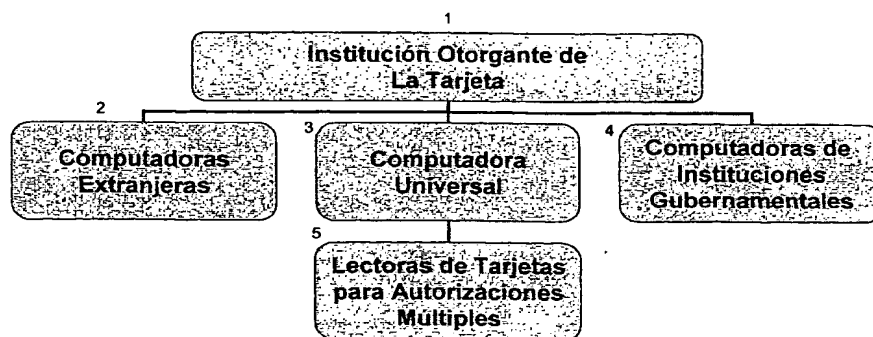 1
Institución Otorgante de
La Tarjeta
2
Computadoras
Extranjeras
3
Computadora
Universal
4
Computadoras de
Instituciones
Gubernamentales
5
Lectoras de Tarjetas
para Autorizaciones
Múltiples